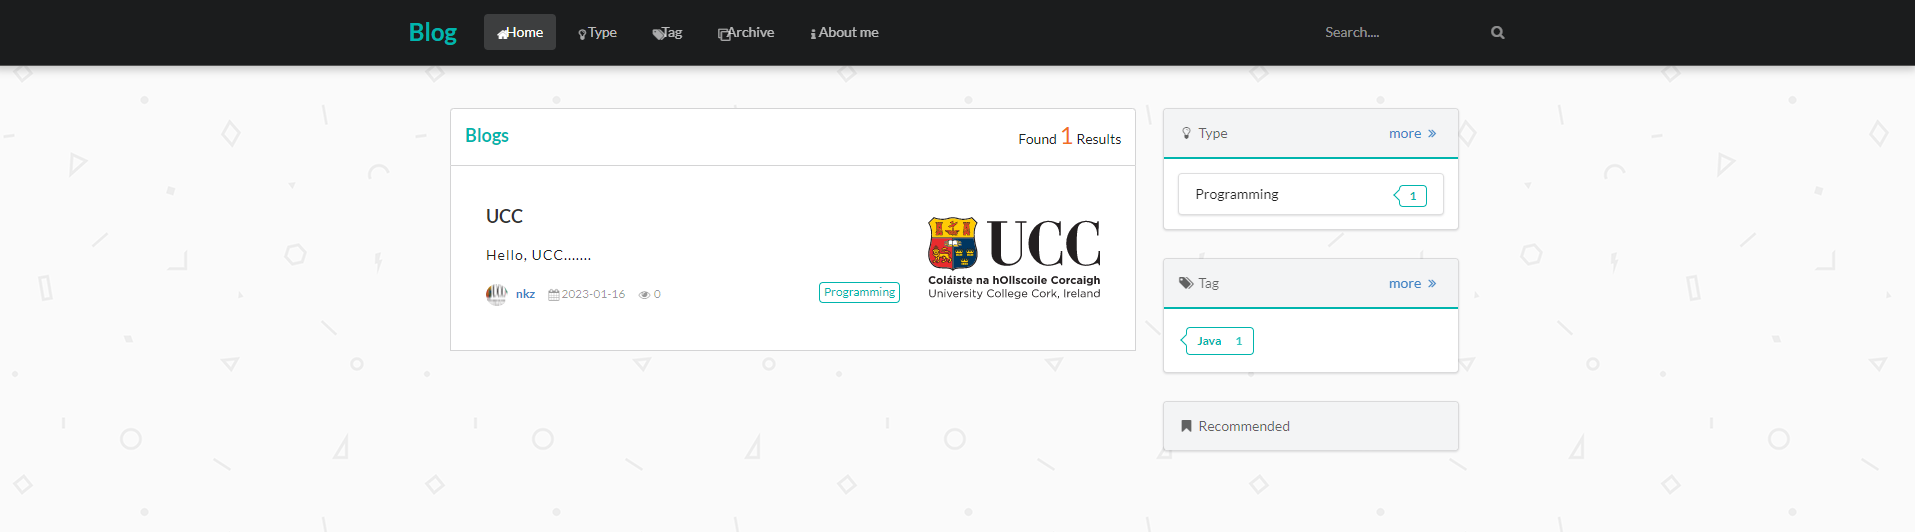 Blog Home Type Tag Archive About me Search....
Blogs Found 1 Results
UCC
Hello, UCC.......
nkz 2023-01-16 0 Programming
UCC
Coláiste na hOllscoile Corcaigh
University College Cork, Ireland
Type more
Programming 1
Tag more
Java 1
Recommended